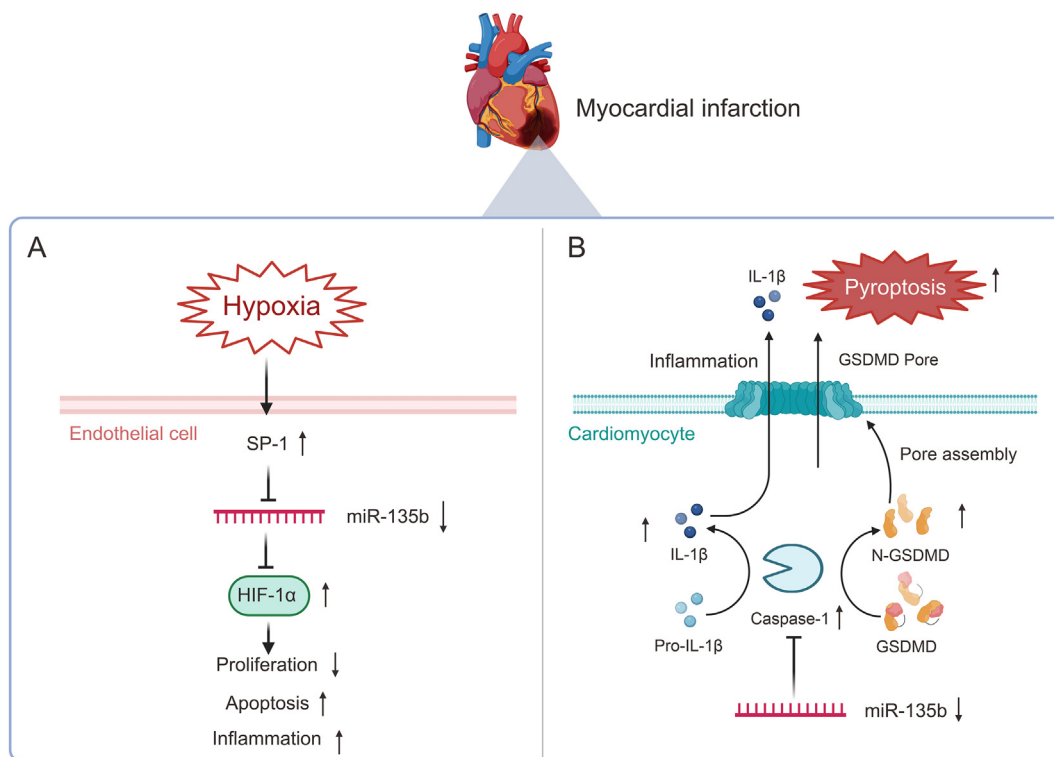 Myocardial infarction
A
Hypoxia
Endothelial cell
SP-1 ↑
miR-135b ↓
HIF-1α ↑
Proliferation ↓
Apoptosis ↑
Inflammation ↑
B
IL-1β
Pyroptosis ↑
Inflammation
GSDMD Pore
Cardiomyocyte
Pore assembly
↑ IL-1β
N-GSDMD ↑
Pro-IL-1β
Caspase-1 ↑
GSDMD
miR-135b ↓